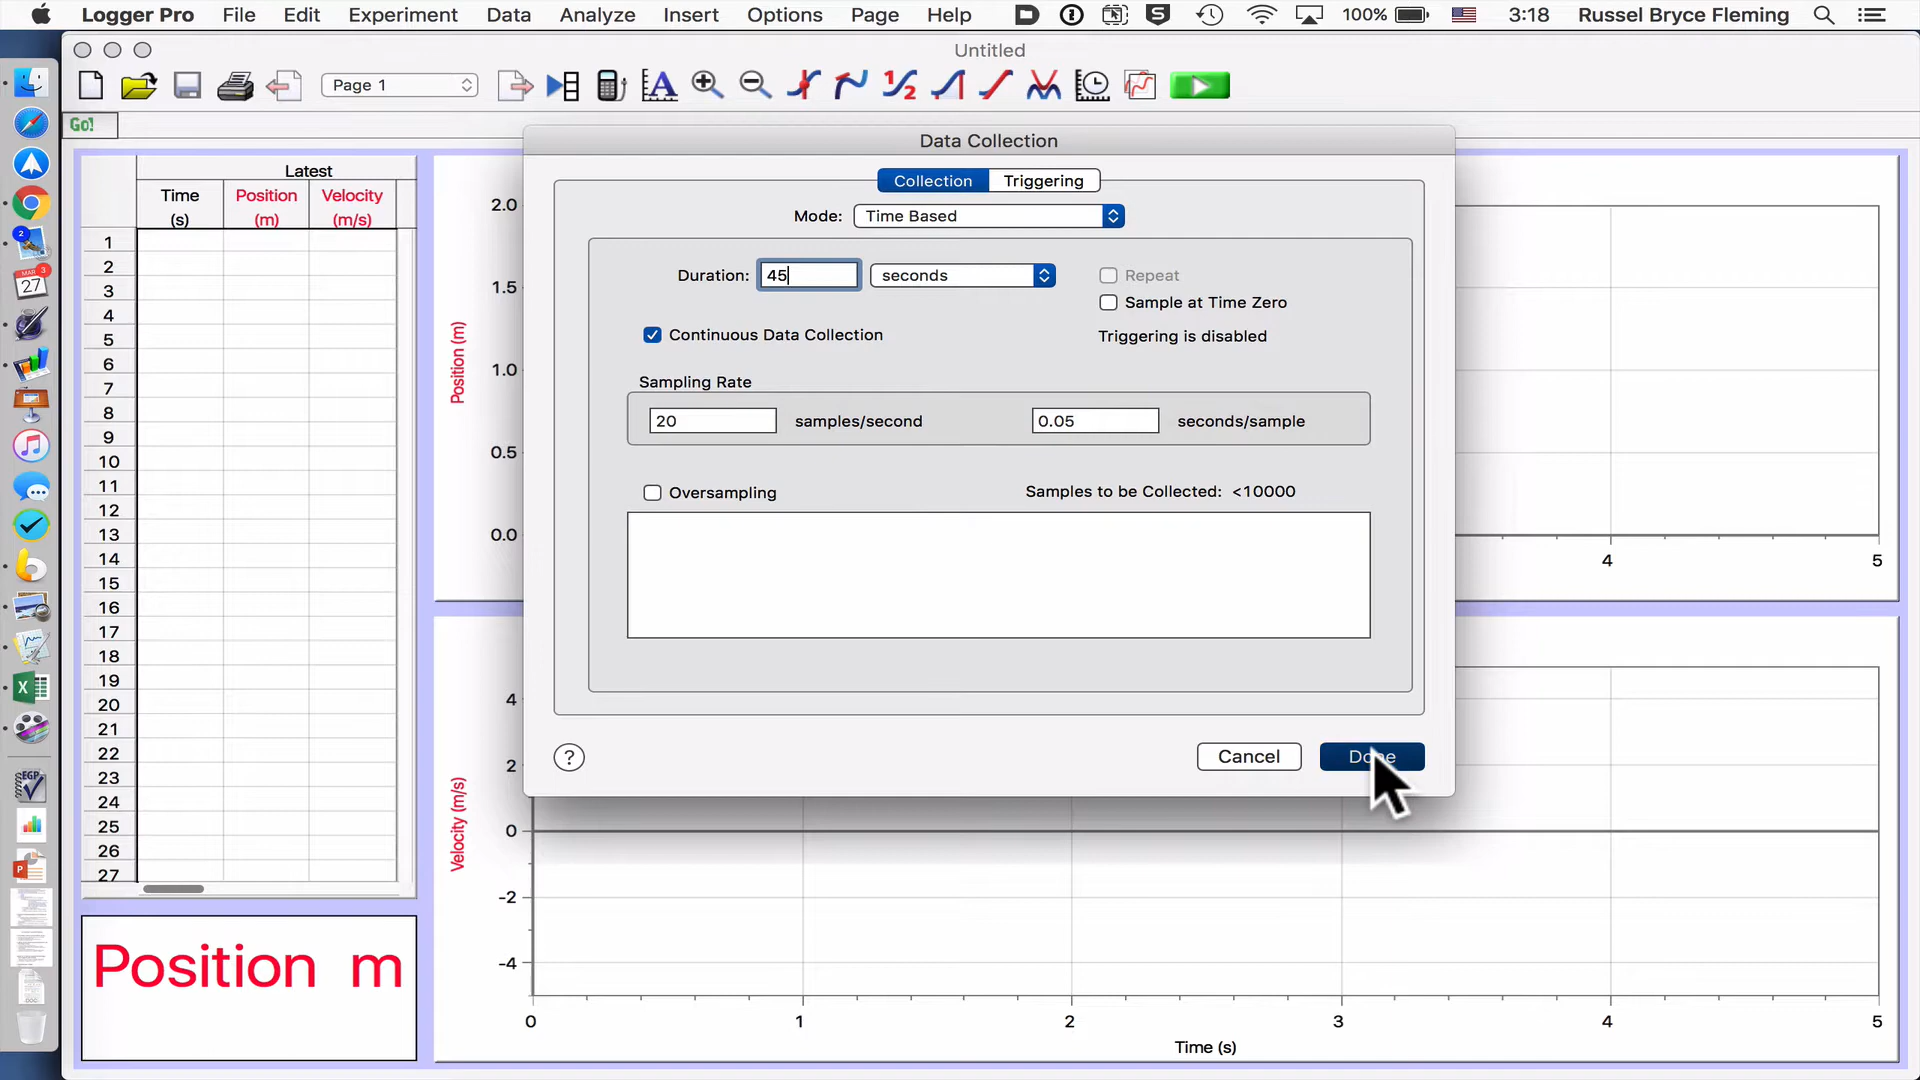 Logger Pro File Edit Experiment Data Analyze Insert Options Page Help 100% 3:18 Russel Bryce Fleming
Untitled
Page 1
Go!
Data Collection
Collection Triggering
Mode: Time Based
Duration: 45 seconds
Repeat
Sample at Time Zero
Continuous Data Collection
Triggering is disabled
Sampling Rate
20 samples/second 0.05 seconds/sample
Oversampling
Samples to be Collected: <10000
? Cancel Done
Latest
Time Position Velocity
(s) (m) (m/s)
1
2
3
4
5
6
7
8
9
10
11
12
13
14
15
16
17
18
19
20
21
22
23
24
25
26
27
Position m
Position (m)
2.0
1.5
1.0
0.5
0.0
4 5
Velocity (m/s)
4
2
0
-2
-4
0 1 2 3 4 5
Time (s)
2
MAR 3
27
EGP